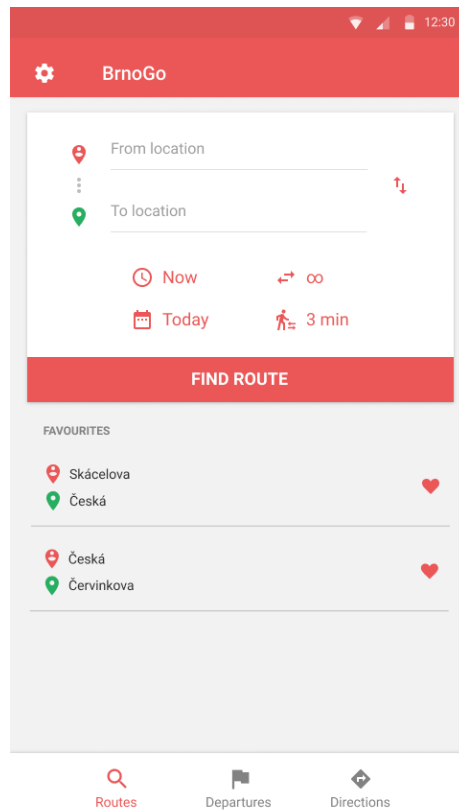 12:30
BrnoGo
From location
To location
Now ∞
Today 3 min
FIND ROUTE
FAVOURITES
Skácelova
Česká
Česká
Červinkova
Routes Departures Directions